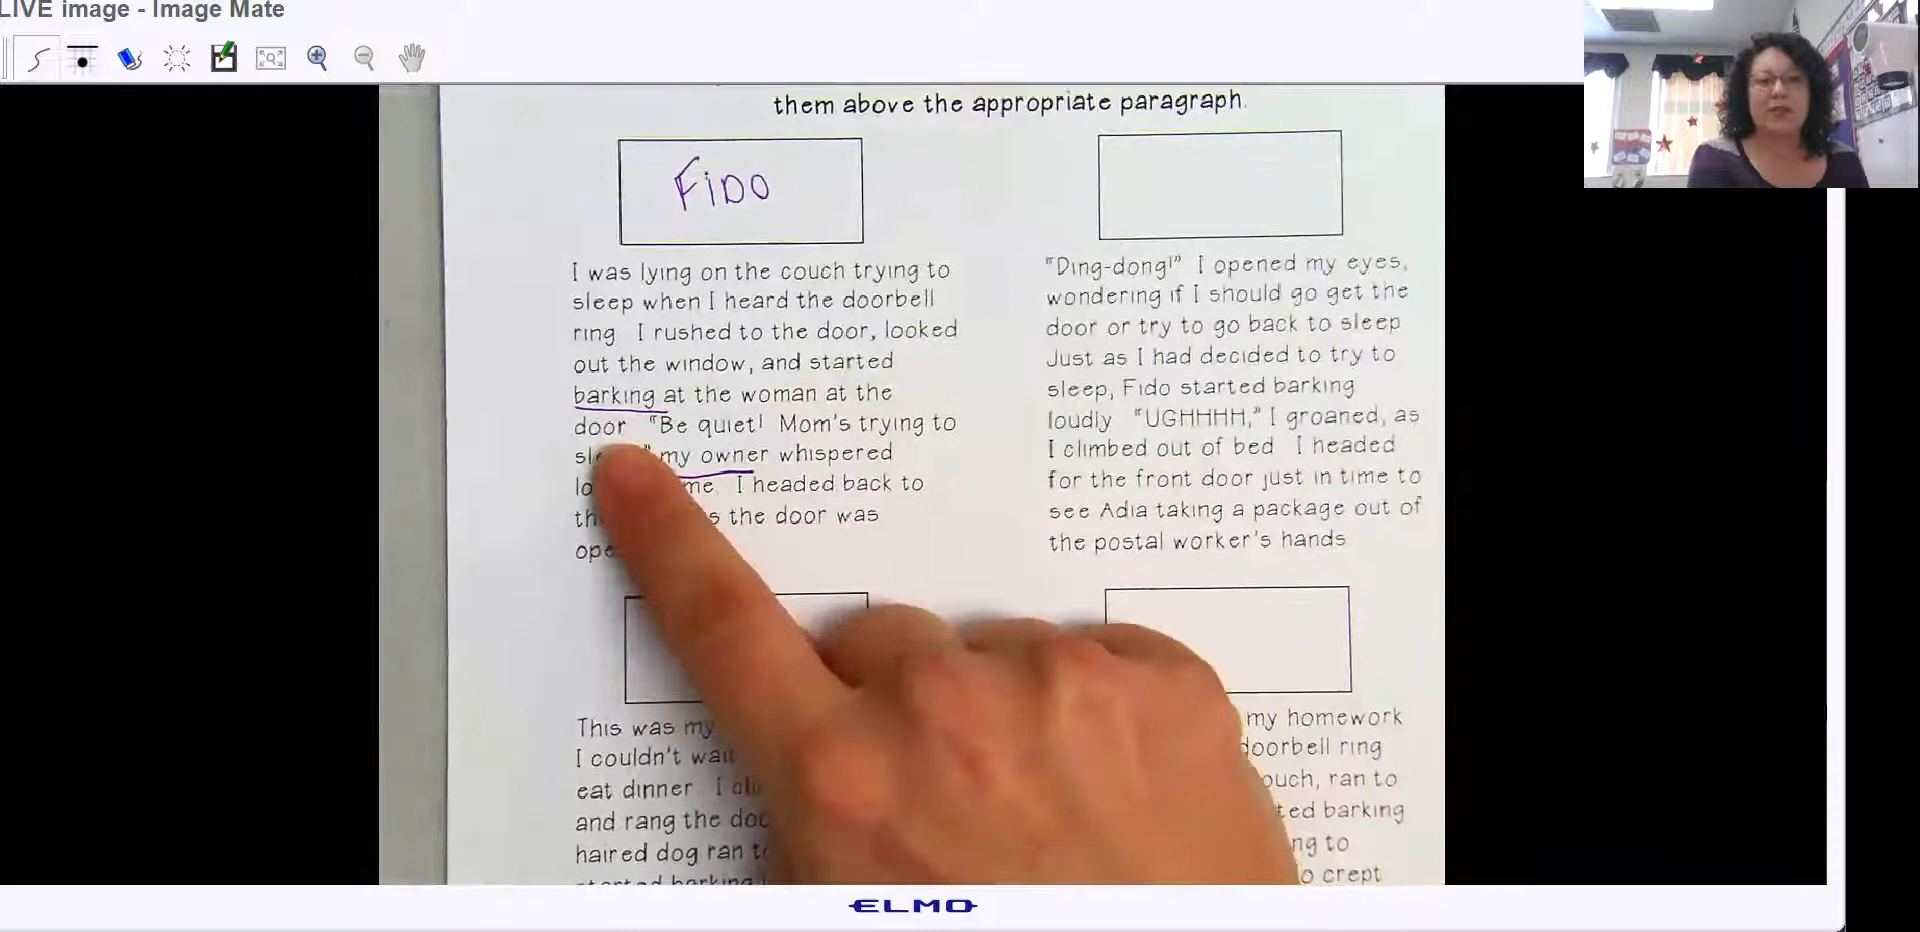 LIVE image - Image Mate
them above the appropriate paragraph.
Fido
I was lying on the couch trying to
sleep when I heard the doorbell
ring I rushed to the door, looked
out the window, and started
barking at the woman at the
door "Be quiet! Mom's trying to
my owner whispered
me I headed back to
the door was
"Ding-dong!" I opened my eyes,
wondering if I should go get the
door or try to go back to sleep
Just as I had decided to try to
sleep, Fido started barking
loudly "UGHHHH," I groaned, as
I climbed out of bed I headed
for the front door just in time to
see Adia taking a package out of
the postal worker's hands
This was my
I couldn't wait
eat dinner I
and rang the
haired dog ran
started barking
my homework
doorbell ring
ran to
barking
to
crept
ELMO